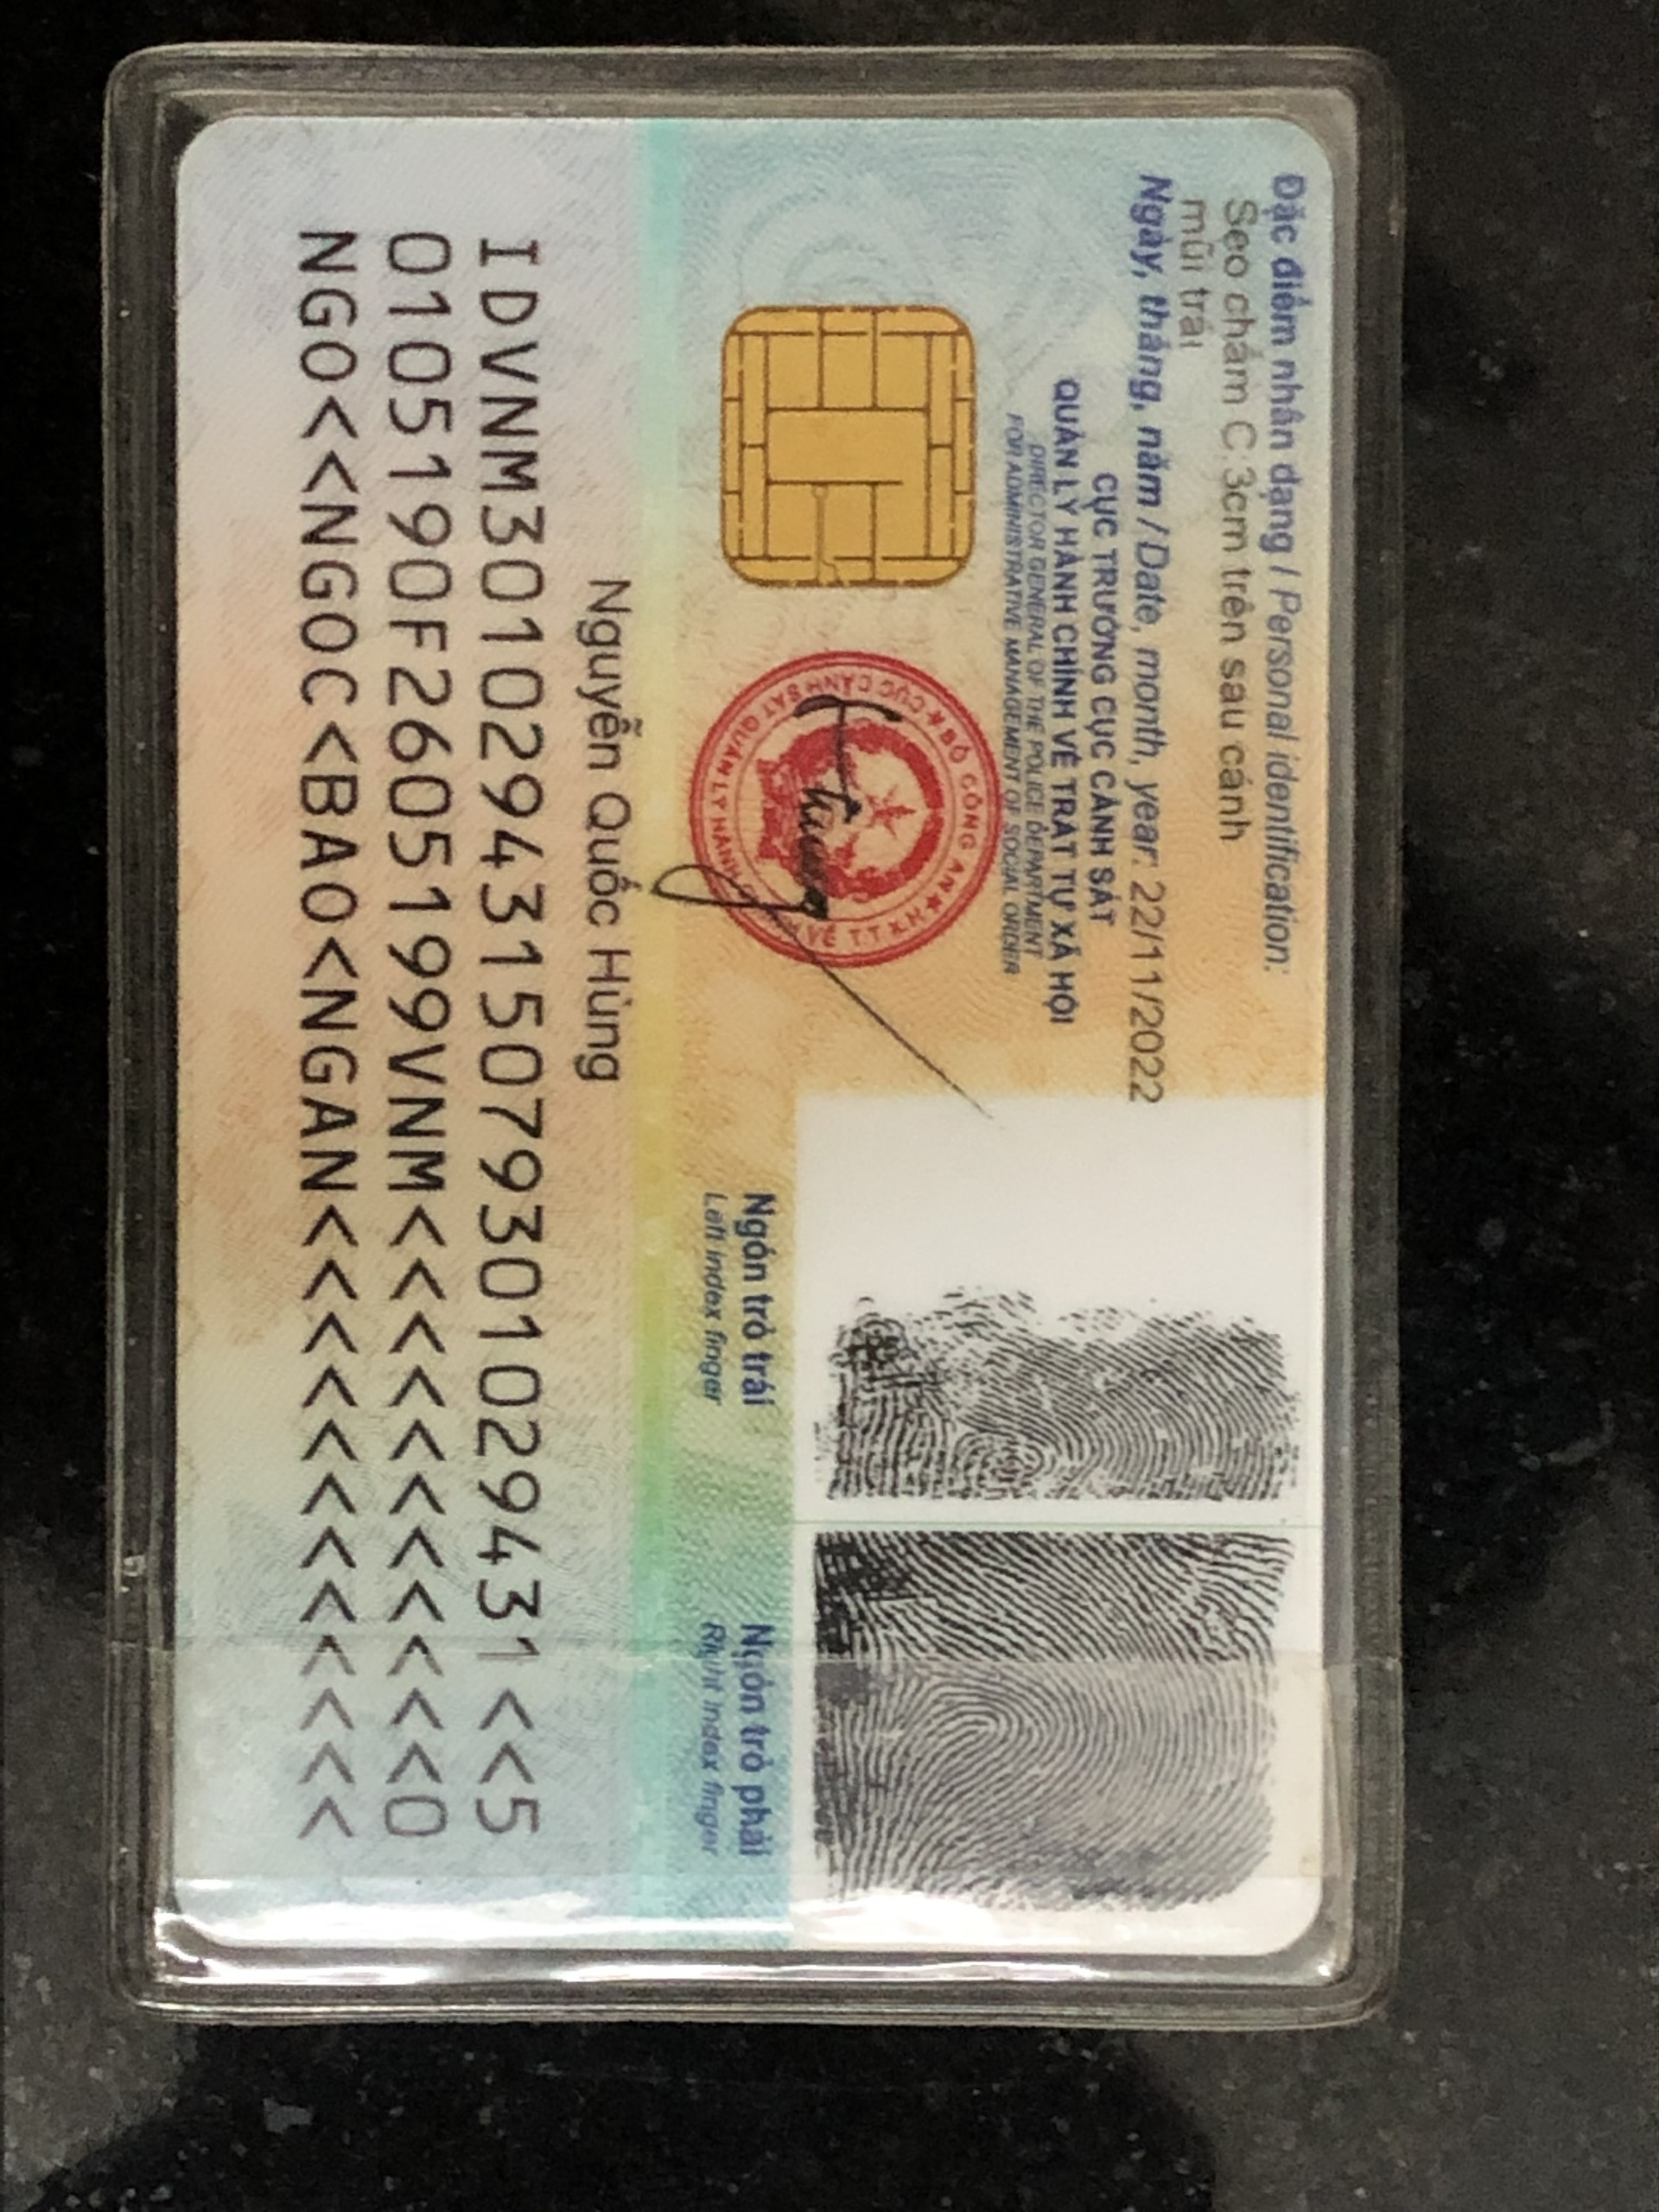 Đặc điểm nhân dạng / Personal identification:
Sẹo chấm C:3cm trên sau cánh
mũi trái
Ngày, tháng, năm / Date, month, year: 22/11/2022
CỤC TRƯỞNG CỤC CẢNH SÁT
QUẢN LÝ HÀNH CHÍNH VỀ TRẬT TỰ XÃ HỘI
DIRECTOR GENERAL OF THE POLICE DEPARTMENT
FOR ADMINISTRATIVE MANAGEMENT OF SOCIAL ORDER
BỘ CÔNG AN
CỤC CẢNH SÁT QUẢN LÝ HÀNH CHÍNH VỀ T.T.X.H
Ngón trỏ trái
Left index finger
Ngón trỏ phải
Right index finger
Nguyễn Quốc Hùng
IDVNM3010294315079301029431<<5
0105190F2605199VNM<<<<<<<<<<<0
NGO<<NGOC<BAO<NGAN<<<<<<<<<<<<